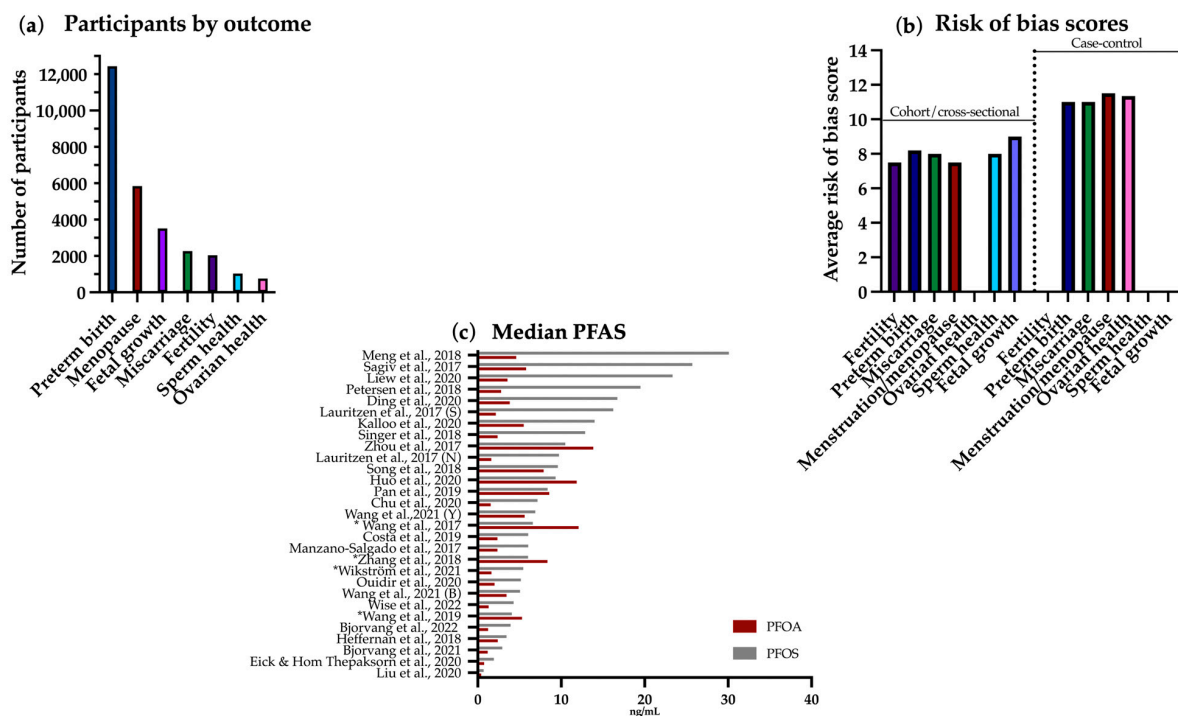 (a) Participants by outcome
Number of participants
12,000
10,000
8000
6000
4000
2000
0
Preterm birth
Menopause
Fetal growth
Miscarriage
Fertility
Sperm health
Ovarian health
(b) Risk of bias scores
Average risk of bias score
14
12
10
8
6
4
2
0
Cohort/cross-sectional
Case-control
Fertility
Preterm birth
Miscarriage
Menstruation/menopause
Ovarian health
Sperm health
Fetal growth
Fertility
Preterm birth
Miscarriage
Menstruation/menopause
Ovarian health
Sperm health
Fetal growth
(c) Median PFAS
Meng et al., 2018
Sagiv et al., 2017
Liew et al., 2020
Petersen et al., 2018
Ding et al., 2020
Lauritzen et al., 2017 (S)
Kalloo et al., 2020
Singer et al., 2018
Zhou et al., 2017
Lauritzen et al., 2017 (N)
Song et al., 2018
Huo et al., 2020
Pan et al., 2019
Chu et al., 2020
Wang et al.,2021 (Y)
* Wang et al., 2017
Costa et al., 2019
Manzano-Salgado et al., 2017
*Zhang et al., 2018
*Wikström et al., 2021
Ouidir et al., 2020
Wang et al., 2021 (B)
Wise et al., 2022
*Wang et al., 2019
Bjorvang et al., 2022
Heffernan et al., 2018
Bjorvang et al., 2021
Eick & Hom Thepaksorn et al., 2020
Liu et al., 2020
PFOA
PFOS
0 10 20 30 40
ng/mL